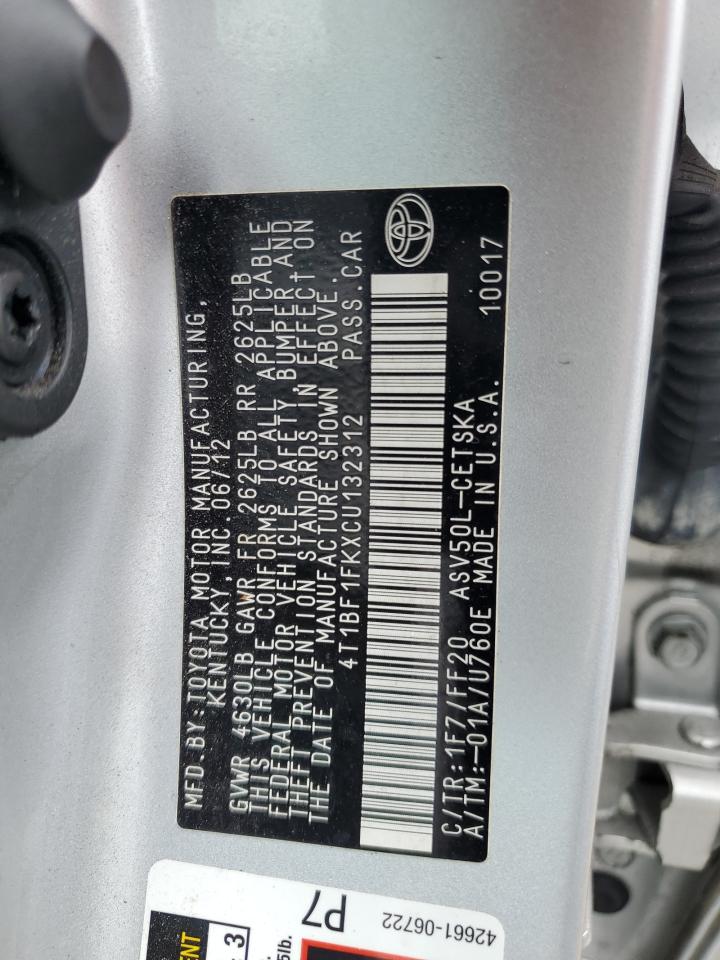 MFD.BY:TOYOTA MOTOR MANUFACTURING,
KENTUCKY, INC. 06/12
GVWR 4630LB GAWR FR 2625LB RR 2625LB
THIS VEHICLE CONFORMS TO ALL APPLICABLE
FEDERAL MOTOR VEHICLE SAFETY, BUMPER AND
THEFT PREVENTION STANDARDS IN EFFECT ON
THE DATE OF MANUFACTURE SHOWN ABOVE.
4T1BF1FKXCU132312 PASS.CAR
C/TR:1F7/FF20 ASV50L-CETSKA 10017
A/TM:-01A/U760E MADE IN U.S.A.
P7
42661-06722
ENT
3
5lb.